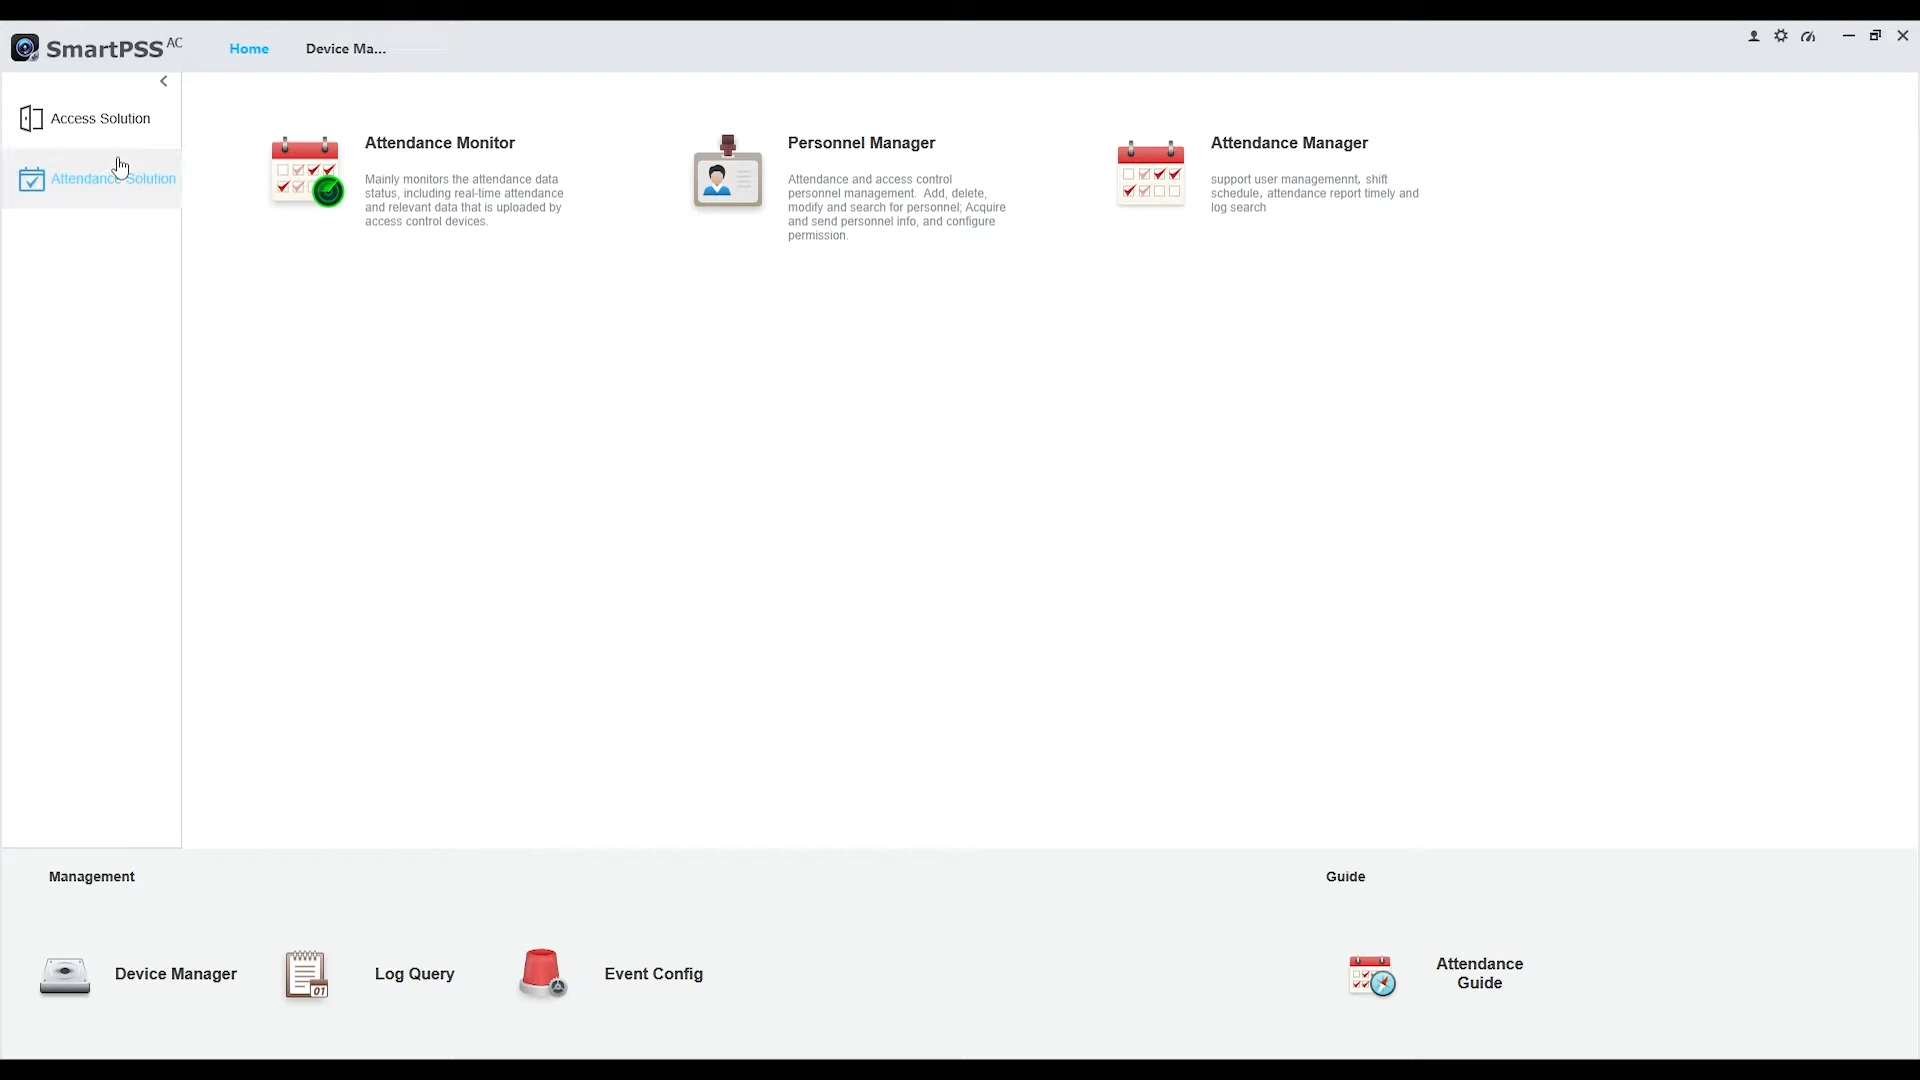 SmartPSS AC
Home
Device Ma...
Access Solution
Attendance Solution
Attendance Monitor
Mainly monitors the attendance data
status, including real-time attendance
and relevant data that is uploaded by
access control devices.
Personnel Manager
Attendance and access control
personnel management.  Add, delete,
modify and search for personnel; Acquire
and send personnel info, and configure
permission.
Attendance Manager
support user managemennt, shift
schedule, attendance report timely and
log search
Management
Guide
Device Manager
01
Log Query
Event Config
Attendance
Guide